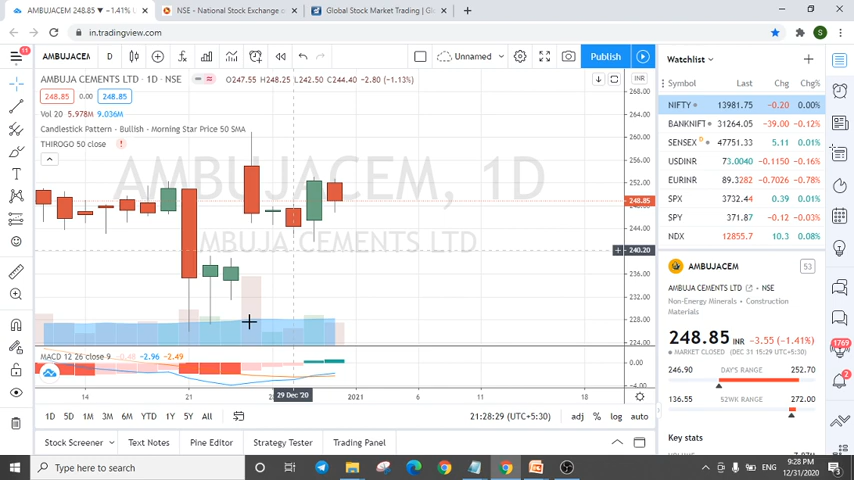 AMBUJACEM 248.85 ▼ −1.41% U
NSE - National Stock Exchange o
Global Stock Market Trading | Gl
in.tradingview.com
11
AMBUJACEM
D
Unnamed
Publish
Watchlist
AMBUJA CEMENTS LTD · 1D · NSE
O247.55 H248.25 L242.50 C244.40 −2.80 (−1.13%)
INR
Symbol Last Chg Chg%
248.85 0.00 248.85
Vol 20 5.978M 9.036M
Candlestick Pattern - Bullish - Morning Star Price 50 SMA
THIROGO 50 close
AMBUJACEM, 1D
AMBUJA CEMENTS LTD
268.00
264.00
260.00
256.00
252.00
248.85
244.00
240.20
236.00
232.00
228.00
224.00
NIFTY 13981.75 −0.20 0.00%
BANKNIFTY 31264.05 −39.00 −0.12%
SENSEX 47751.33 5.11 0.01%
USDINR 73.0040 −0.1150 −0.16%
EURINR 89.3282 −0.7026 −0.78%
SPX 3732.44 0.39 0.01%
SPY 371.87 −0.12 −0.03%
NDX 12855.7 10.3 0.08%
AMBUJACEM
53
AMBUJA CEMENTS LTD · NSE
Non-Energy Minerals • Construction
Materials
248.85 INR −3.55 (−1.41%)
MARKET CLOSED (DEC 31 15:29 UTC+5:30)
246.90 DAY'S RANGE 252.70
136.55 52WK RANGE 272.00
Key stats
1769
2
MACD 12 26 close 9 −0.48 −2.96 −2.49
0.00
−4.00
14 21 29 Dec '20 2021 6 11 18
1D 5D 1M 3M 6M YTD 1Y 5Y All
21:28:29 (UTC+5:30)
adj % log auto
Stock Screener Text Notes Pine Editor Strategy Tester Trading Panel
Type here to search
ENG
9:28 PM
12/31/2020
3